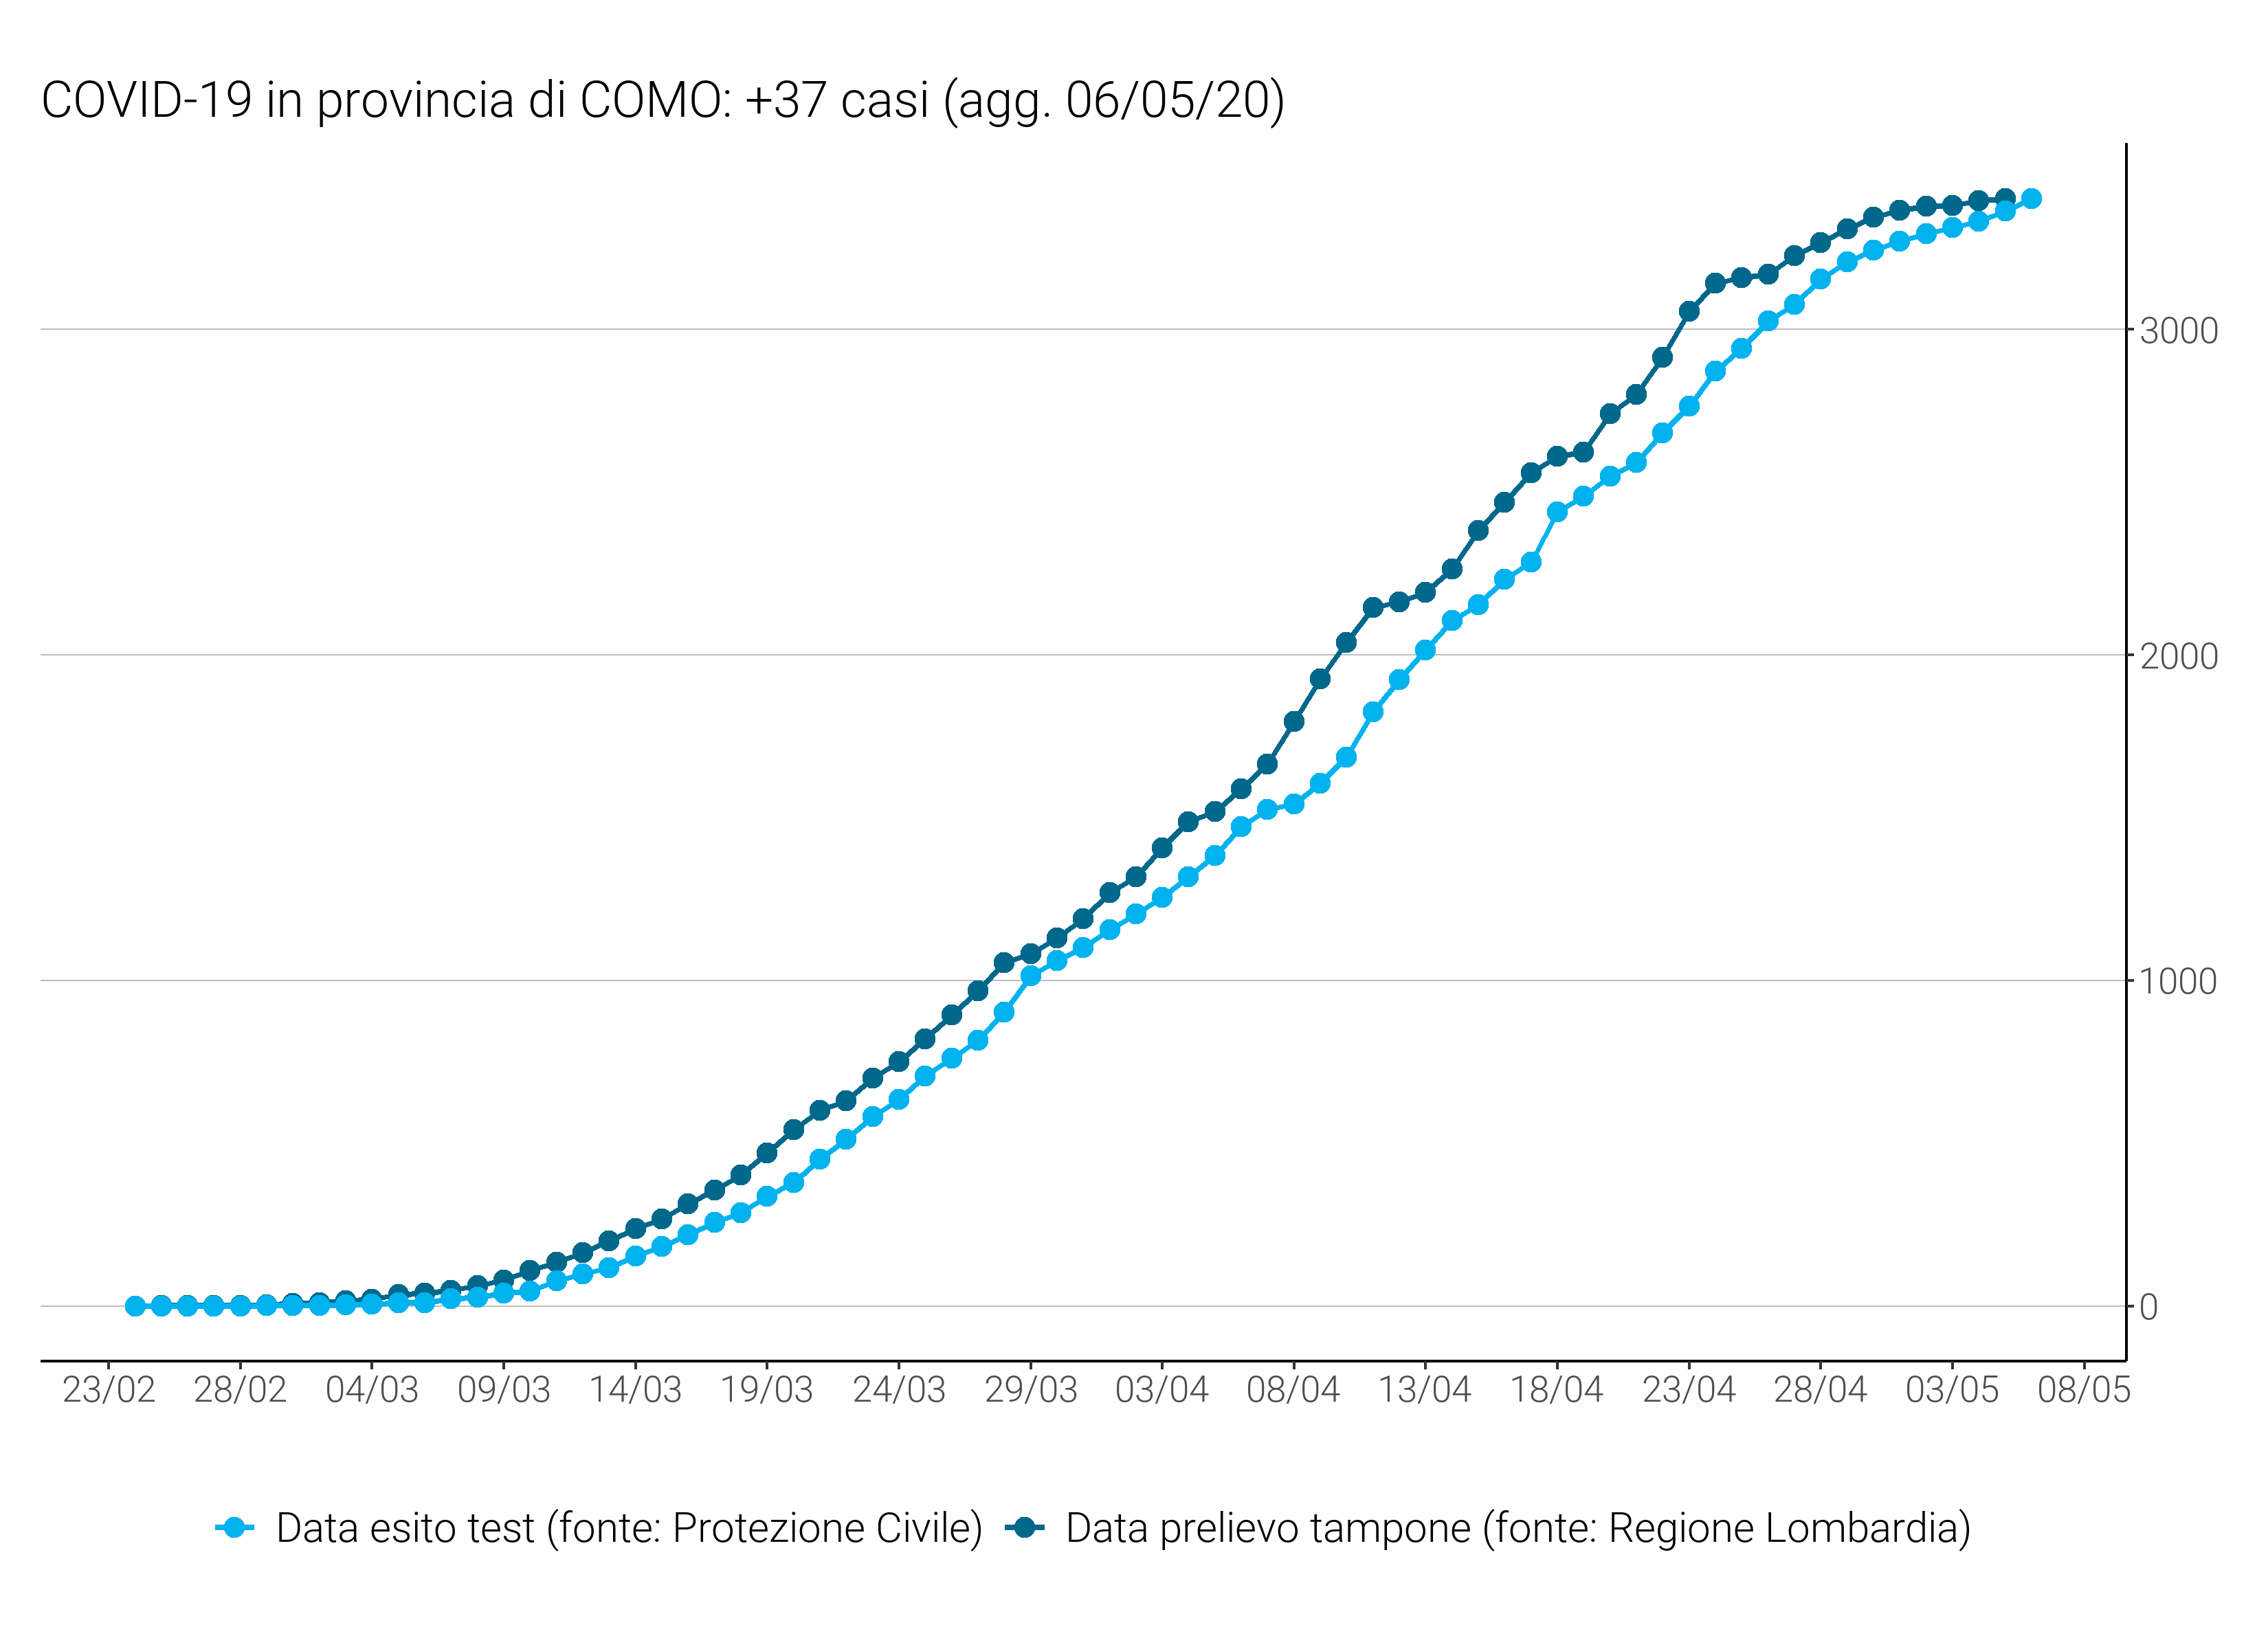 COVID-19 in provincia di COMO: +37 casi (agg. 06/05/20)
3000
2000
1000
0
23/02 28/02 04/03 09/03 14/03 19/03 24/03 29/03 03/04 08/04 13/04 18/04 23/04 28/04 03/05 08/05
Data esito test (fonte: Protezione Civile) Data prelievo tampone (fonte: Regione Lombardia)